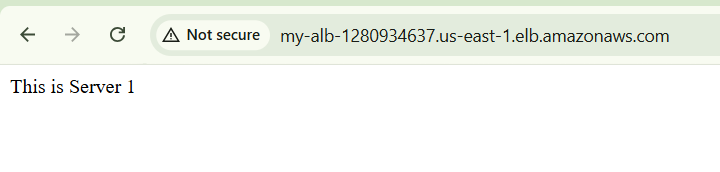 Not secure my-alb-1280934637.us-east-1.elb.amazonaws.com
This is Server 1